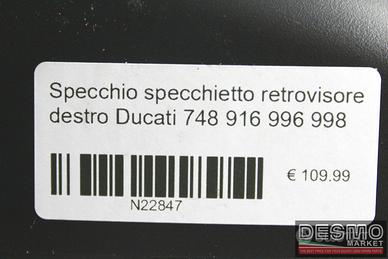 Specchio specchietto retrovisore
destro Ducati 748 916 996 998
€ 109.99
N22847
DESMO
MARKET